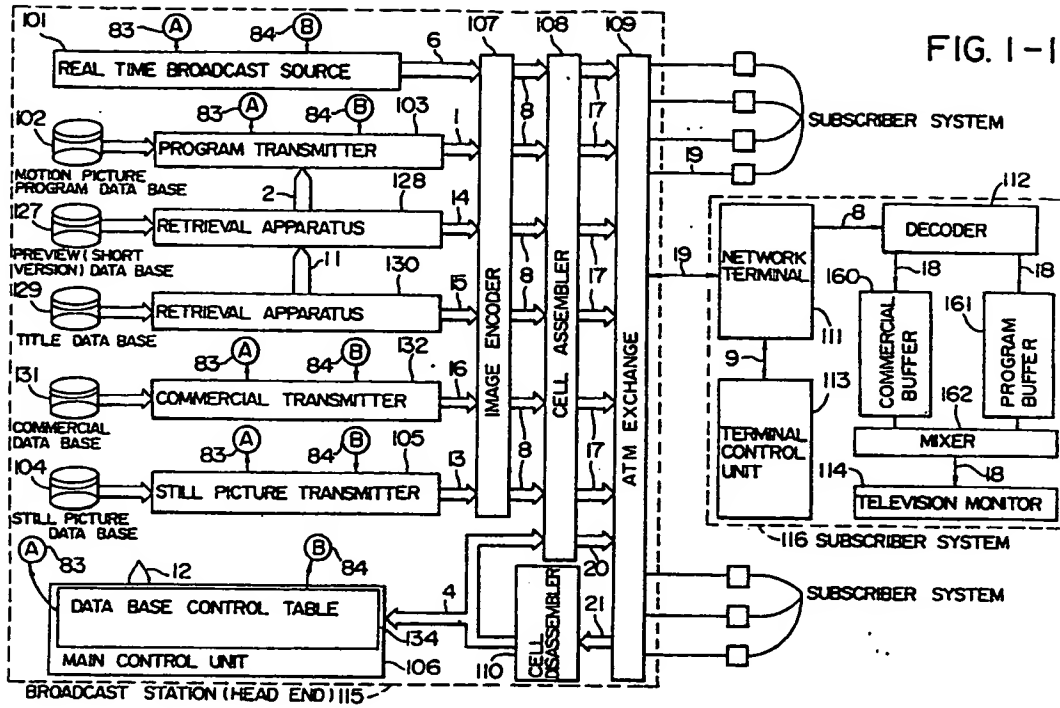 FIG. 1-1
101
83
A
84
B
6
107
108
109
REAL TIME BROADCAST SOURCE
8
17
102
83
A
84
B
103
1
PROGRAM TRANSMITTER
8
17
MOTION PICTURE
PROGRAM DATA BASE
2
127
128
14
RETRIEVAL APPARATUS
8
17
PREVIEW (SHORT
VERSION) DATA BASE
11
129
130
15
RETRIEVAL APPARATUS
8
17
TITLE DATA BASE
131
83
A
84
B
132
16
COMMERCIAL TRANSMITTER
8
17
COMMERCIAL
DATA BASE
104
83
A
84
B
105
13
STILL PICTURE TRANSMITTER
8
17
STILL PICTURE
DATA BASE
IMAGE ENCODER
CELL ASSEMBLER
ATM EXCHANGE
A
83
12
B
84
4
20
DATA BASE CONTROL TABLE
134
MAIN CONTROL UNIT
106
CELL
DISASSEMBLER
110
21
BROADCAST STATION (HEAD END) 115
SUBSCRIBER SYSTEM
19
19
NETWORK
TERMINAL
111
8
112
DECODER
18
18
160
COMMERCIAL
BUFFER
161
PROGRAM
BUFFER
9
113
TERMINAL
CONTROL
UNIT
162
MIXER
114
18
TELEVISION MONITOR
116 SUBSCRIBER SYSTEM
SUBSCRIBER SYSTEM